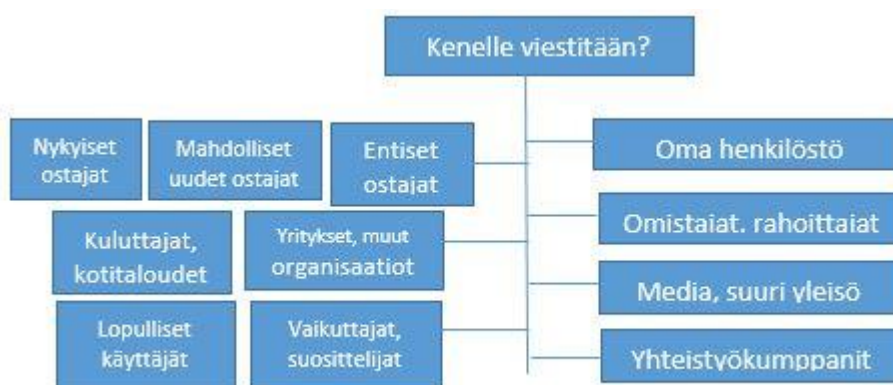 Kenelle viestitään?
Nykyiset
ostajat
Mahdolliset
uudet ostajat
Entiset
ostajat
Oma henkilöstö
Kuluttajat,
kotitaloudet
Yritykset, muut
organisaatiot
Omistajat. rahoittajat
Lopulliset
käyttäjät
Vaikuttajat,
suosittelijat
Media, suuri yleisö
Yhteistyökumppanit